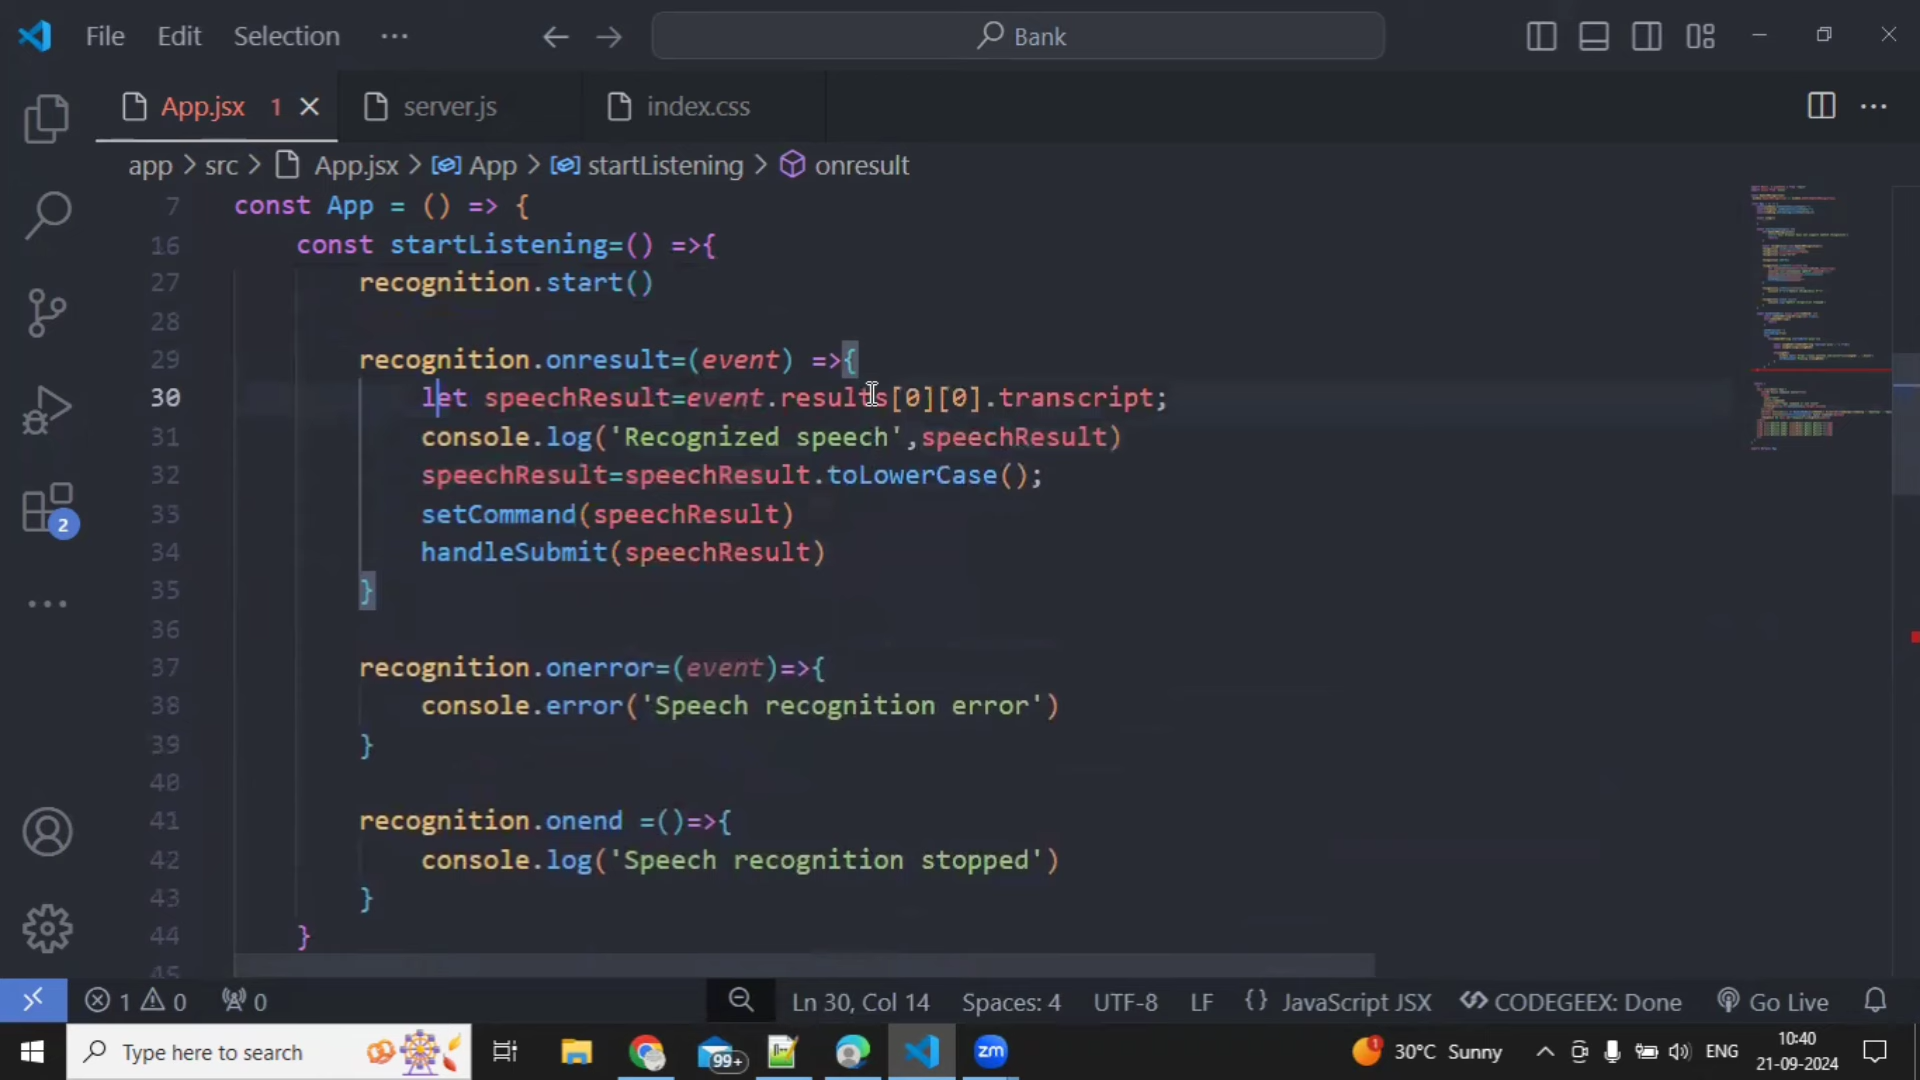 File Edit Selection ··· Bank
App.jsx 1 server.js index.css ···
app > src > App.jsx > App > startListening > onresult
7 const App = () => {
16 const startListening=() =>{
27 recognition.start()
28
29 recognition.onresult=(event) =>{
30 let speechResult=event.results[0][0].transcript;
31 console.log('Recognized speech',speechResult)
32 speechResult=speechResult.toLowerCase();
33 setCommand(speechResult)
34 handleSubmit(speechResult)
35 }
36
37 recognition.onerror=(event)=>{
38 console.error('Speech recognition error')
39 }
40
41 recognition.onend =()=>{
42 console.log('Speech recognition stopped')
43 }
44 }
45
2
1 0 0 Ln 30, Col 14 Spaces: 4 UTF-8 LF {} JavaScript JSX CODEGEEX: Done Go Live
Type here to search 99+ zm 1 30°C Sunny ENG 10:40
21-09-2024